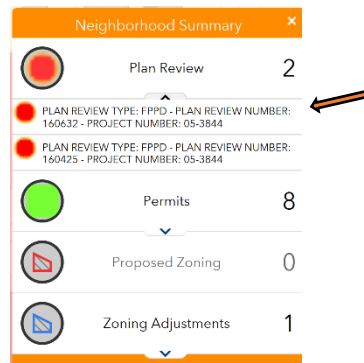 Neighborhood Summary ×
Plan Review 2
PLAN REVIEW TYPE: FPPD - PLAN REVIEW NUMBER:
160632 - PROJECT NUMBER: 05-3844
PLAN REVIEW TYPE: FPPD - PLAN REVIEW NUMBER:
160425 - PROJECT NUMBER: 05-3844
Permits 8
Proposed Zoning 0
Zoning Adjustments 1